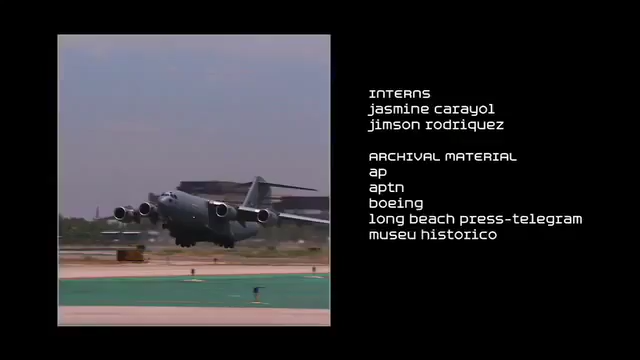 INTERNS
jasmine carayol
jimson rodriquez
ARCHIVAL MATERIAL
ap
aptn
boeing
long beach press-telegram
museu historico